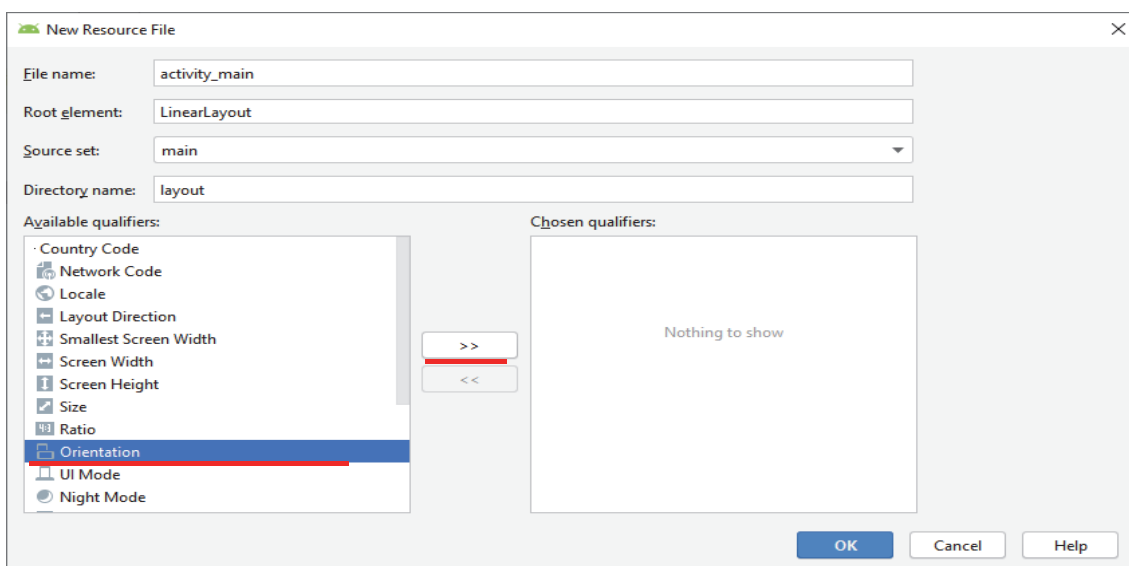 New Resource File
File name: activity_main
Root element: LinearLayout
Source set: main
Directory name: layout
Available qualifiers:
Chosen qualifiers:
Country Code
Network Code
Locale
Layout Direction
Smallest Screen Width
Screen Width
Screen Height
Size
Ratio
Orientation
UI Mode
Night Mode
>>
<<
Nothing to show
OK
Cancel
Help